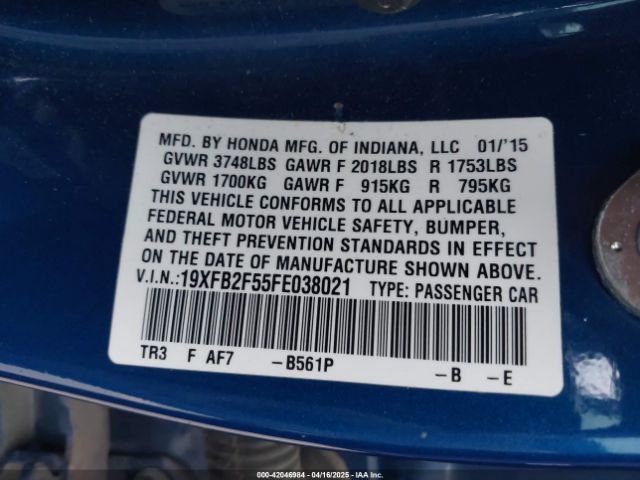 MFD. BY HONDA MFG. OF INDIANA, LLC 01/'15
GVWR 3748LBS GAWR F 2018LBS R 1753LBS
GVWR 1700KG GAWR F 915KG R 795KG
THIS VEHICLE CONFORMS TO ALL APPLICABLE
FEDERAL MOTOR VEHICLE SAFETY, BUMPER,
AND THEFT PREVENTION STANDARDS IN EFFECT
ON THE DATE OF MANUFACTURE SHOWN ABOVE.
V.I.N.:19XFB2F55FE038021 TYPE: PASSENGER CAR
TR3 F AF7 -B561P -B -E
000-42046984 - 04/16/2025 - IAA Inc.